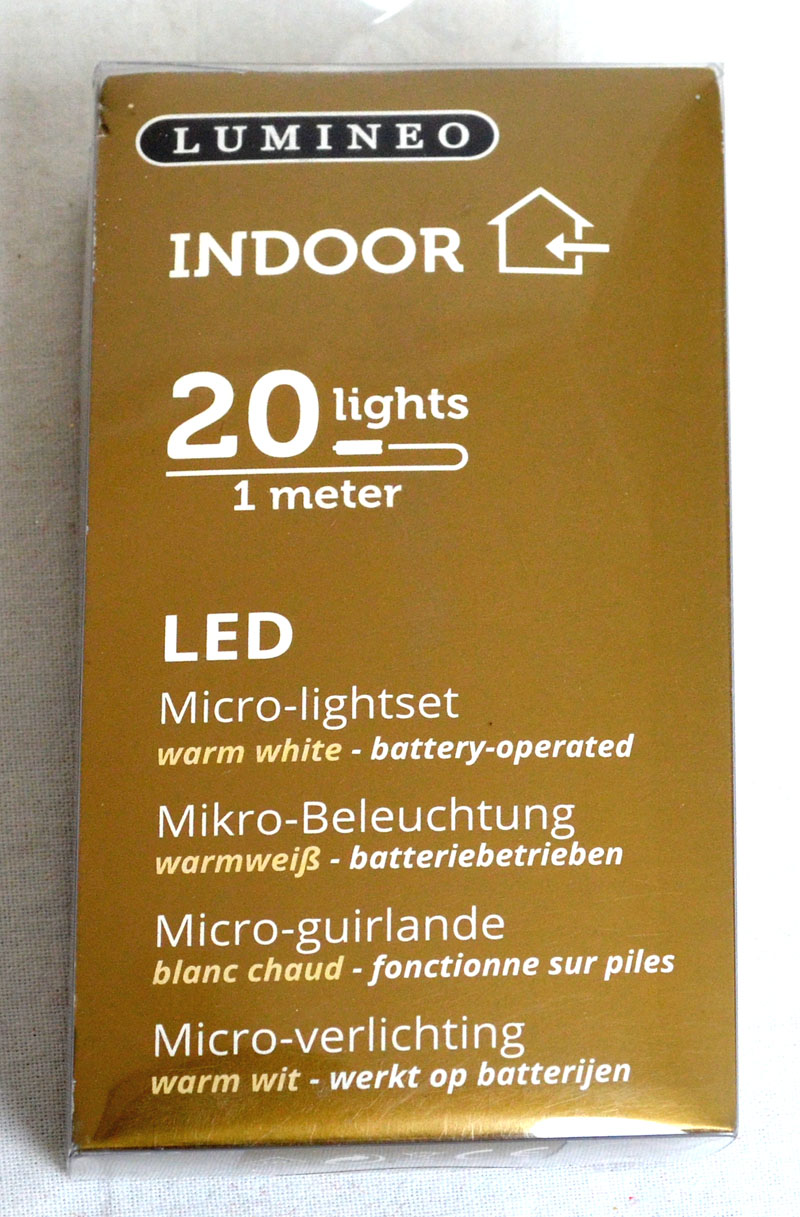 LUMINEO
INDOOR
20 lights
1 meter
LED
Micro-lightset
warm white - battery-operated
Mikro-Beleuchtung
warmweiß - batteriebetrieben
Micro-guirlande
blanc chaud - fonctionne sur piles
Micro-verlichting
warm wit - werkt op batterijen